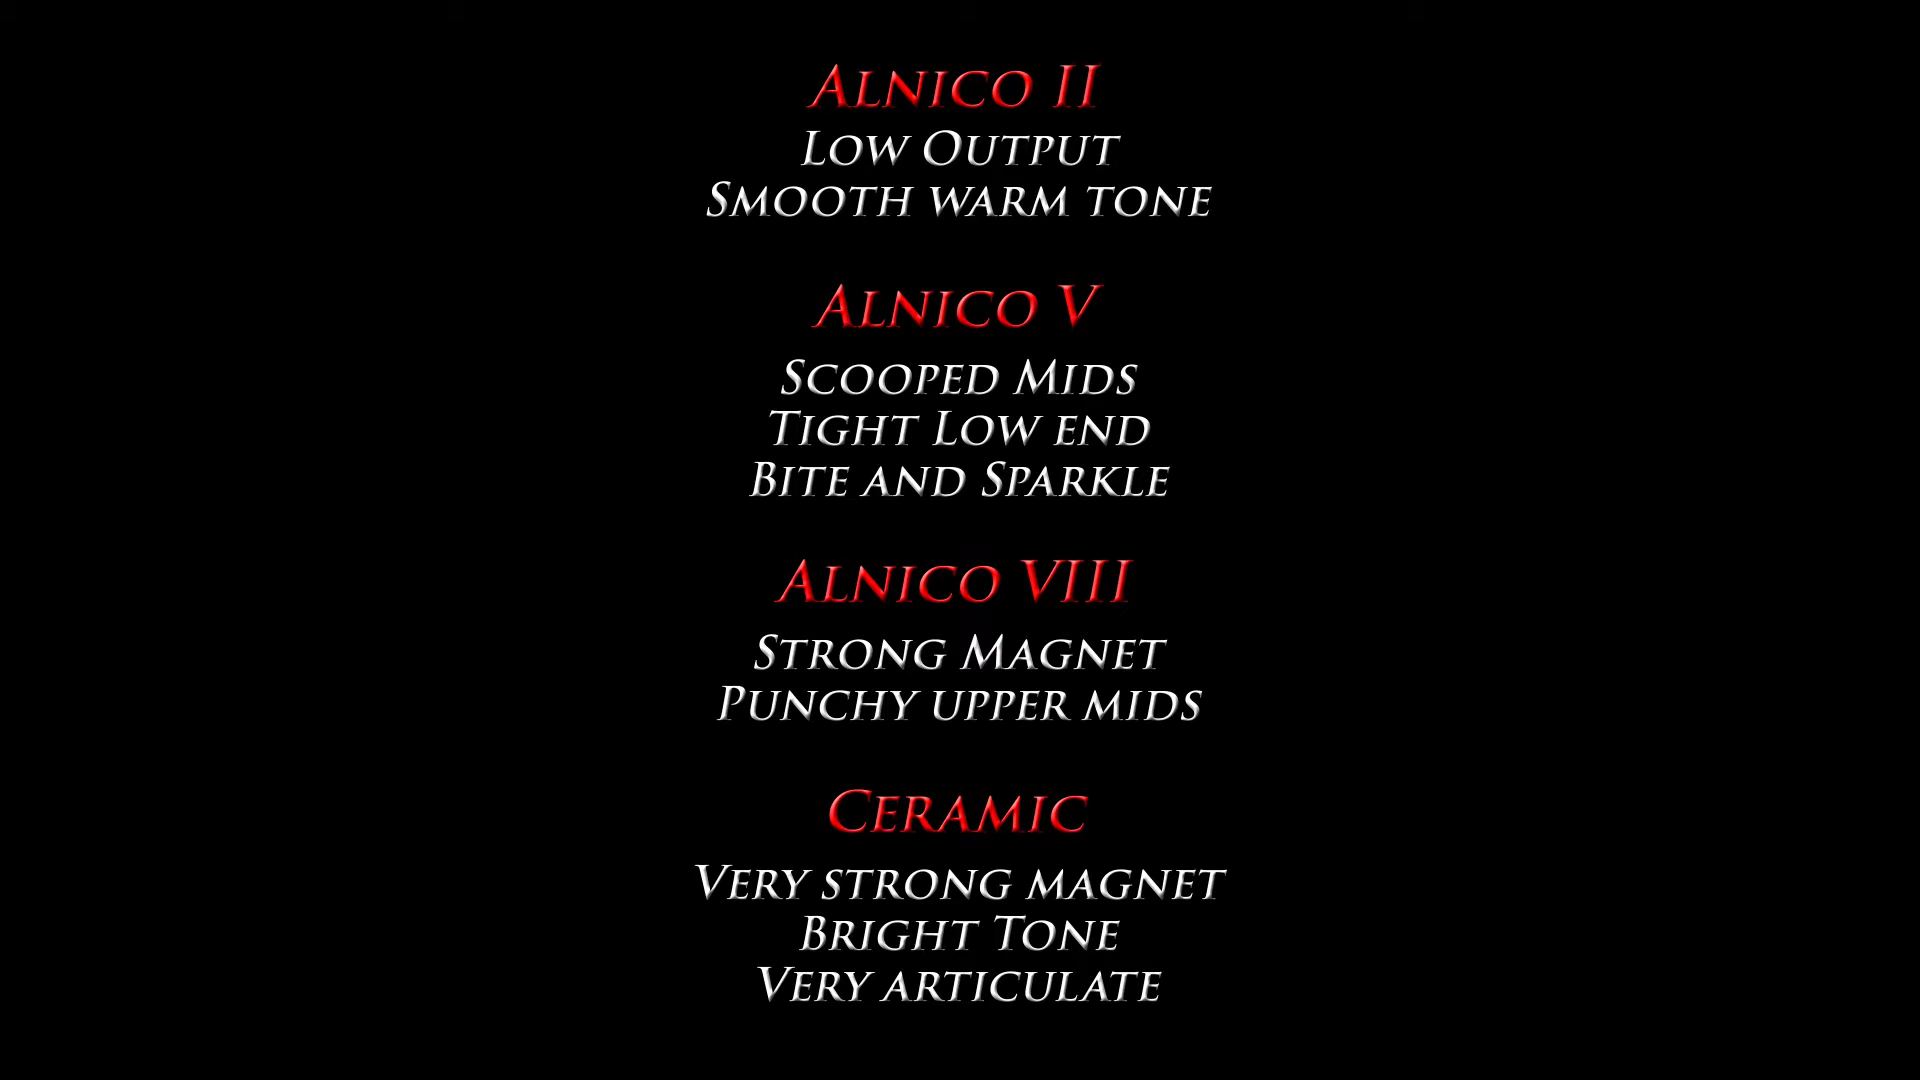 Alnico II
Low Output
Smooth warm tone
Alnico V
Scooped Mids
Tight Low end
Bite and Sparkle
Alnico VIII
Strong Magnet
Punchy upper mids
Ceramic
Very strong magnet
Bright Tone
Very articulate